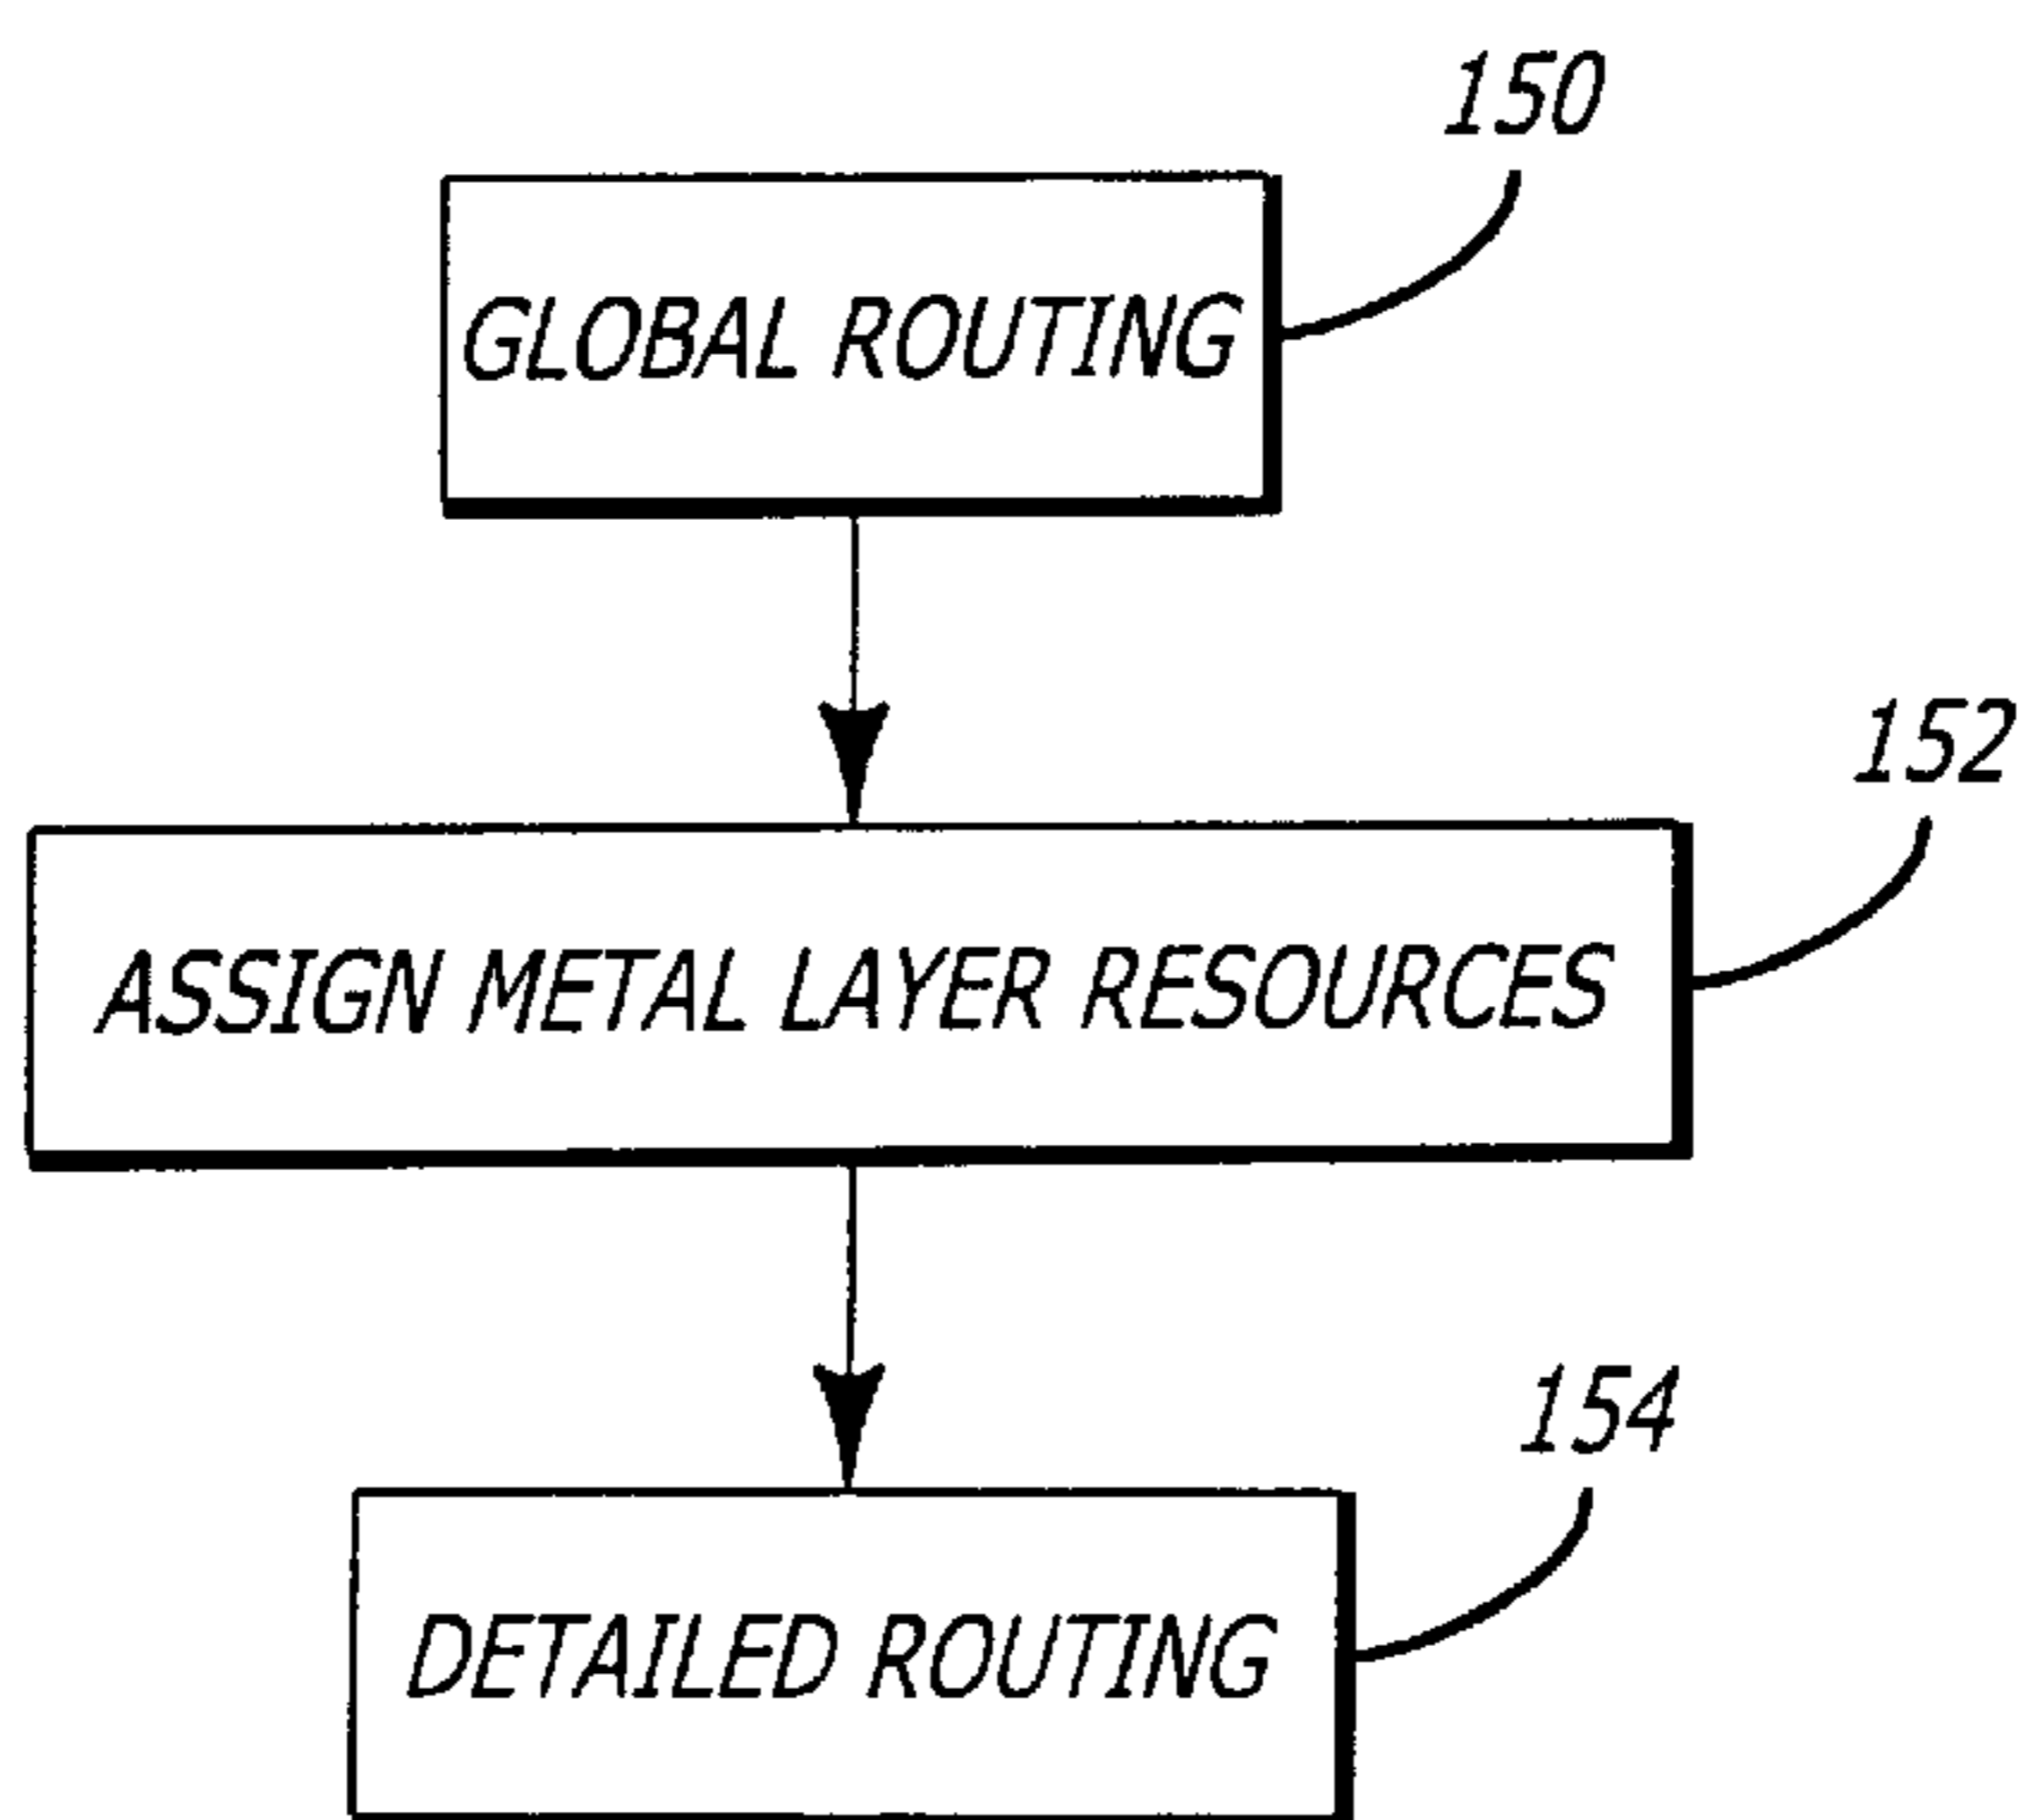 150
GLOBAL ROUTING
152
ASSIGN METAL LAYER RESOURCES
154
DETAILED ROUTING